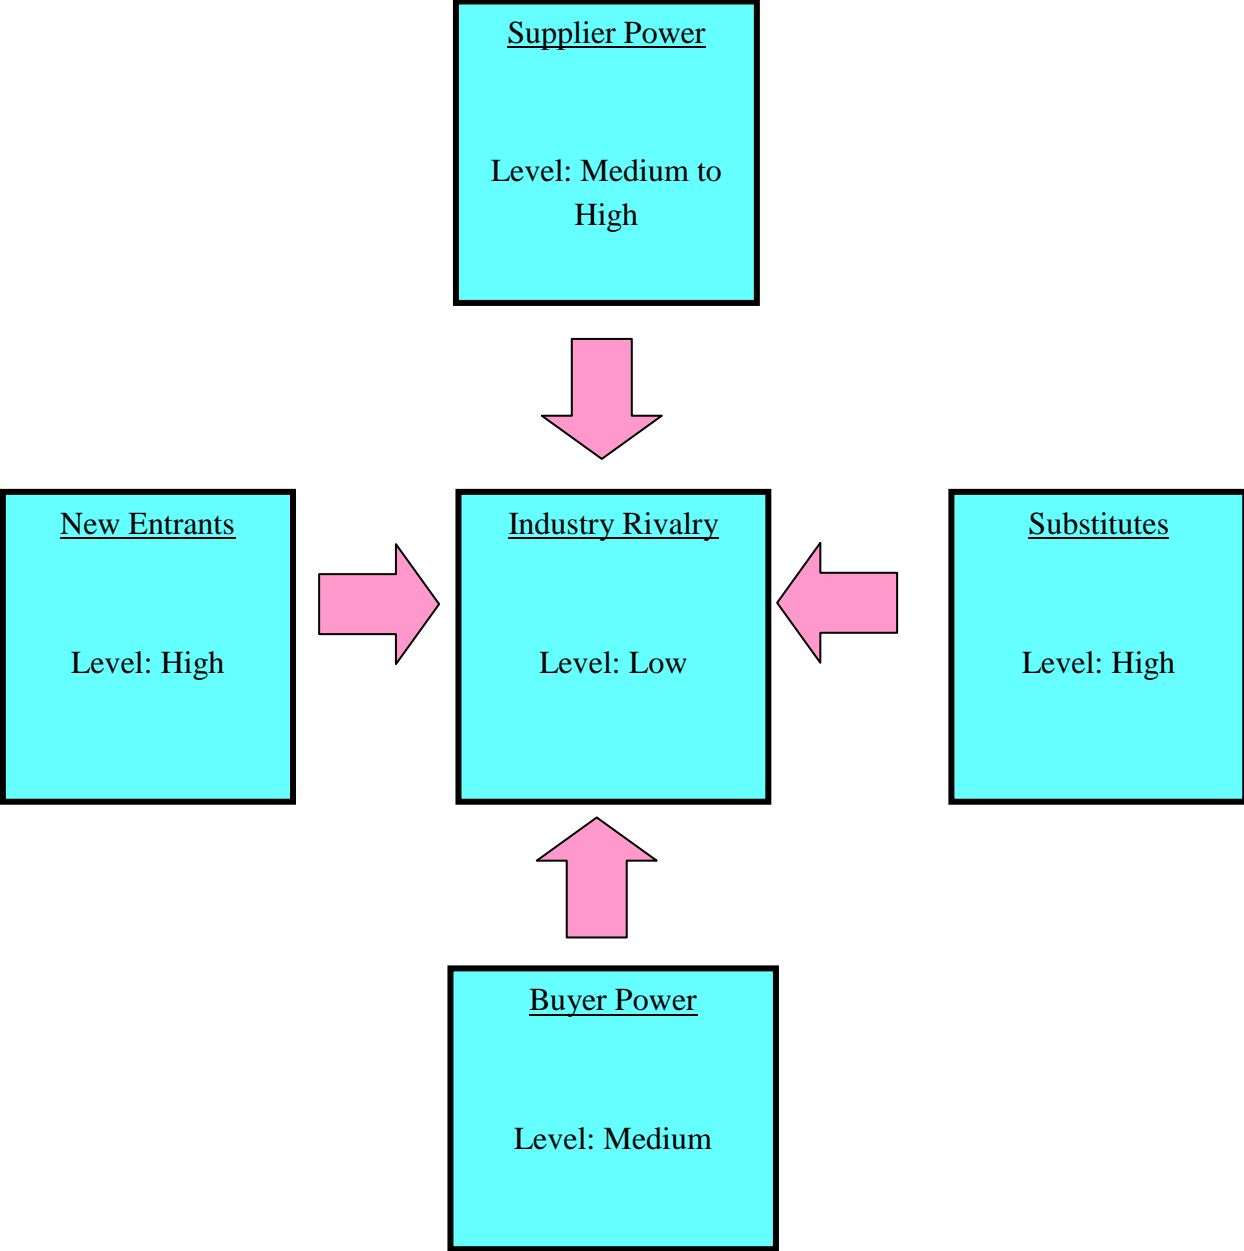 Supplier Power
Level: Medium to
High
New Entrants
Level: High
Industry Rivalry
Level: Low
Substitutes
Level: High
Buyer Power
Level: Medium